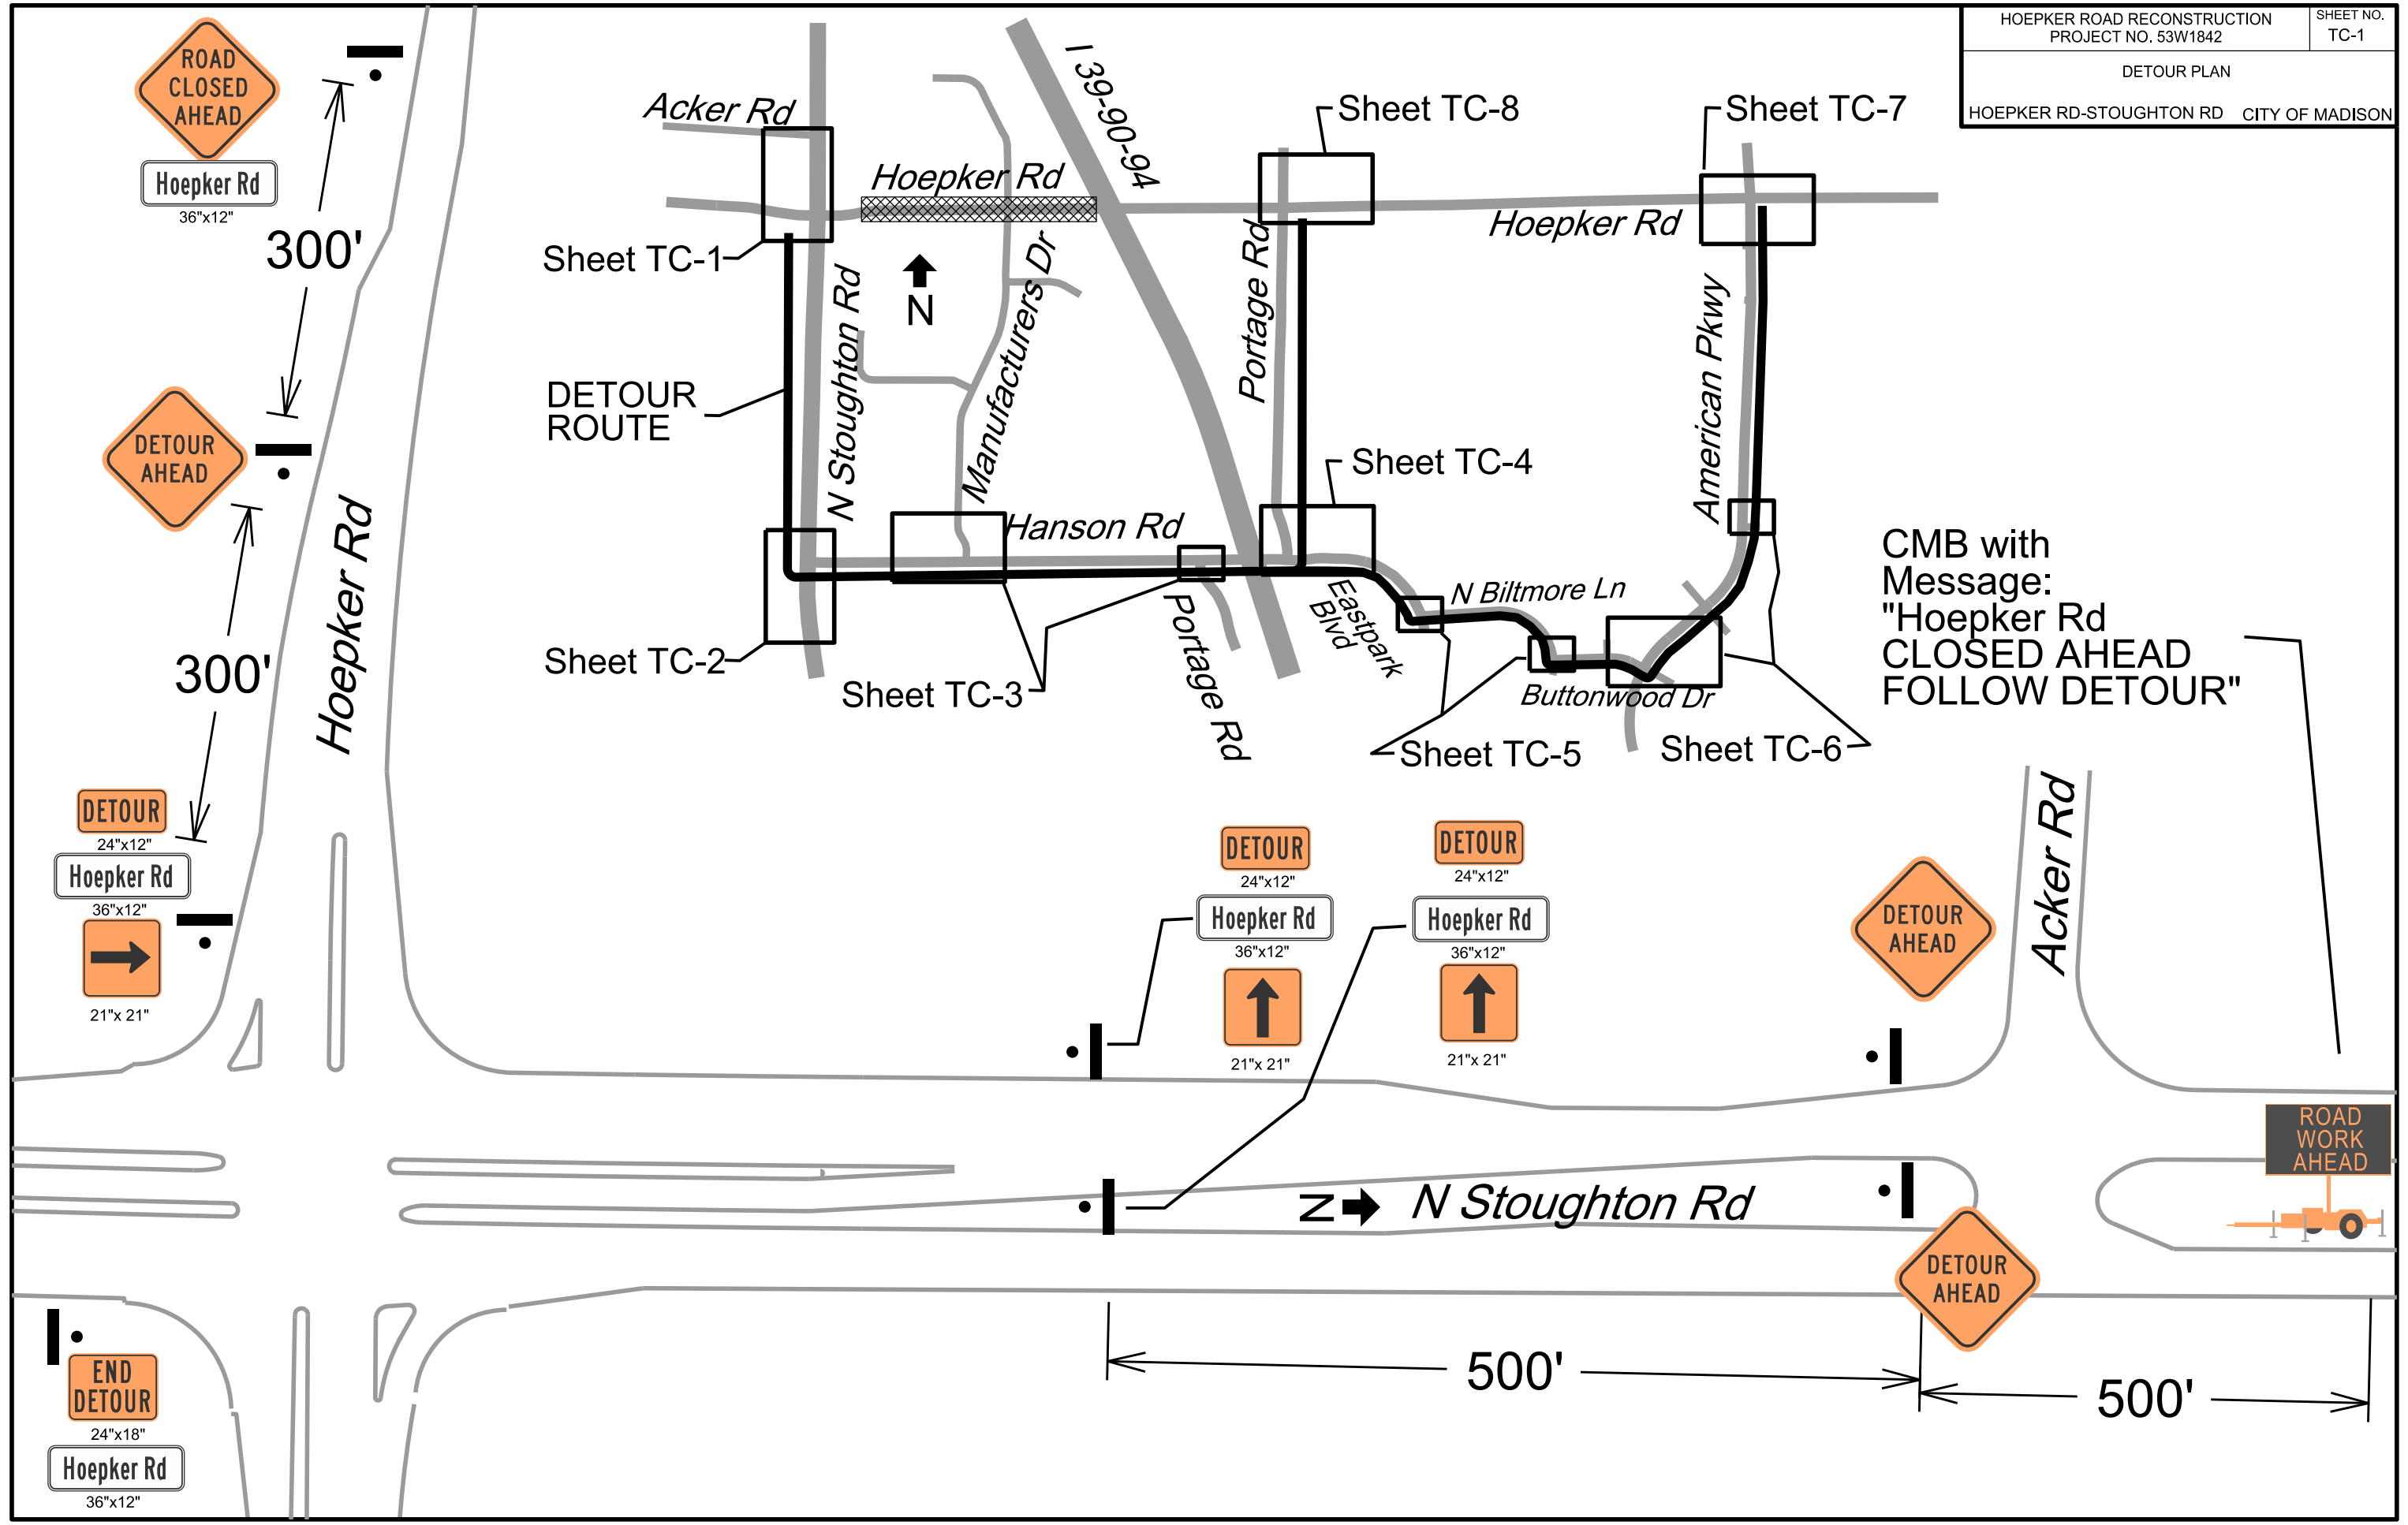 HOEPKER ROAD RECONSTRUCTION
PROJECT NO. 53W1842
SHEET NO.
TC-1
DETOUR PLAN
HOEPKER RD-STOUGHTON RD CITY OF MADISON
ROAD
CLOSED
AHEAD
Hoepker Rd
36"x12"
300'
DETOUR
AHEAD
300'
Hoepker Rd
DETOUR
24"x12"
Hoepker Rd
36"x12"
21"x 21"
Acker Rd
Hoepker Rd
I 39-90-94
Sheet TC-8
Sheet TC-7
Sheet TC-1
N
N Stoughton Rd
Manufacturers Dr
Portage Rd
Hoepker Rd
American Pkwy
DETOUR
ROUTE
Sheet TC-4
Hanson Rd
Sheet TC-2
Sheet TC-3
Portage Rd
Eastpark
Blvd
N Biltmore Ln
Buttonwood Dr
Sheet TC-5
Sheet TC-6
CMB with
Message:
"Hoepker Rd
CLOSED AHEAD
FOLLOW DETOUR"
DETOUR
24"x12"
Hoepker Rd
36"x12"
21"x 21"
DETOUR
24"x12"
Hoepker Rd
36"x12"
21"x 21"
DETOUR
AHEAD
Acker Rd
ROAD
WORK
AHEAD
N
N Stoughton Rd
DETOUR
AHEAD
500'
500'
END
DETOUR
24"x18"
Hoepker Rd
36"x12"